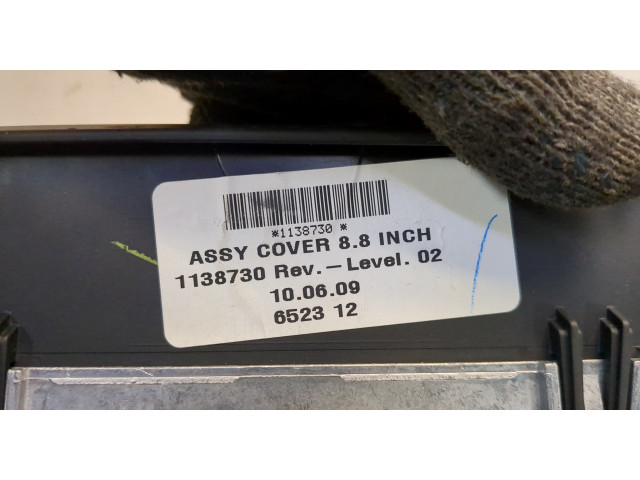 *1138730 *
ASSY COVER 8.8 INCH
1138730 Rev.-Level. 02
10.06.09
6523 12